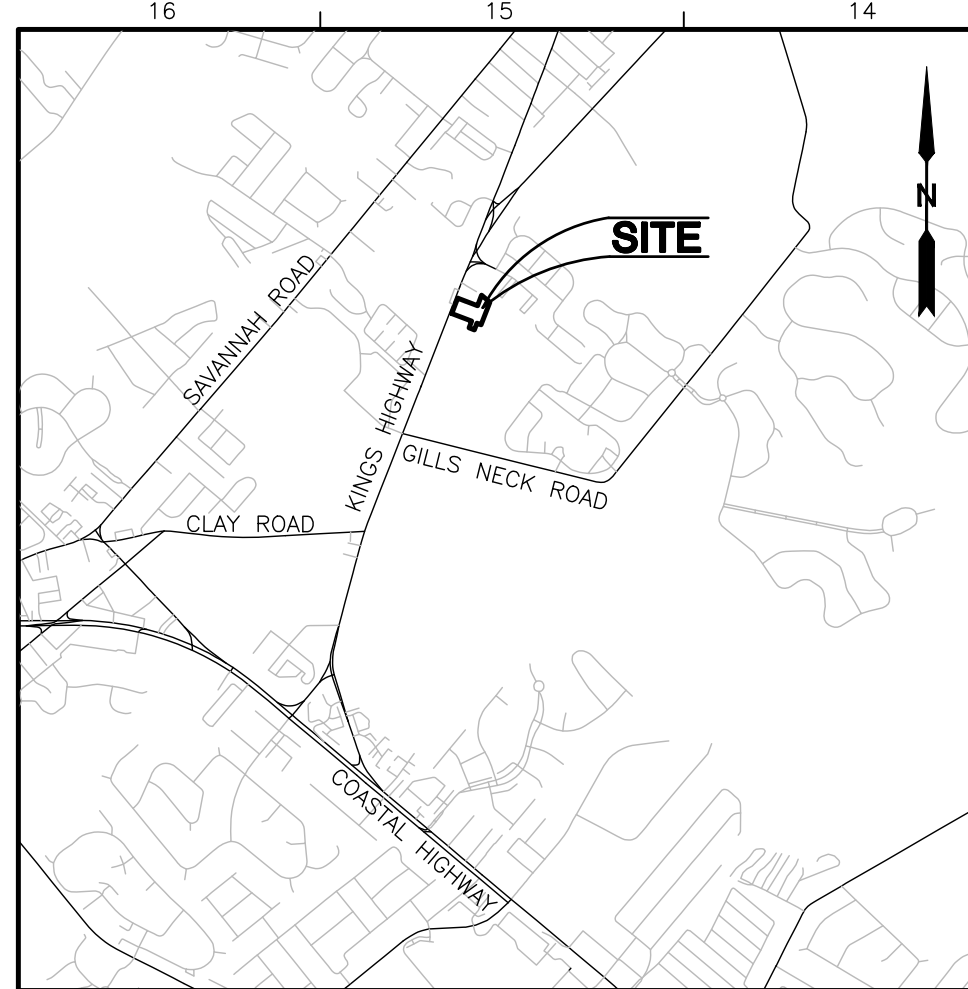 16 15 14
N
SITE
SAVANNAH ROAD
KINGS HIGHWAY
GILLS NECK ROAD
CLAY ROAD
COASTAL HIGHWAY